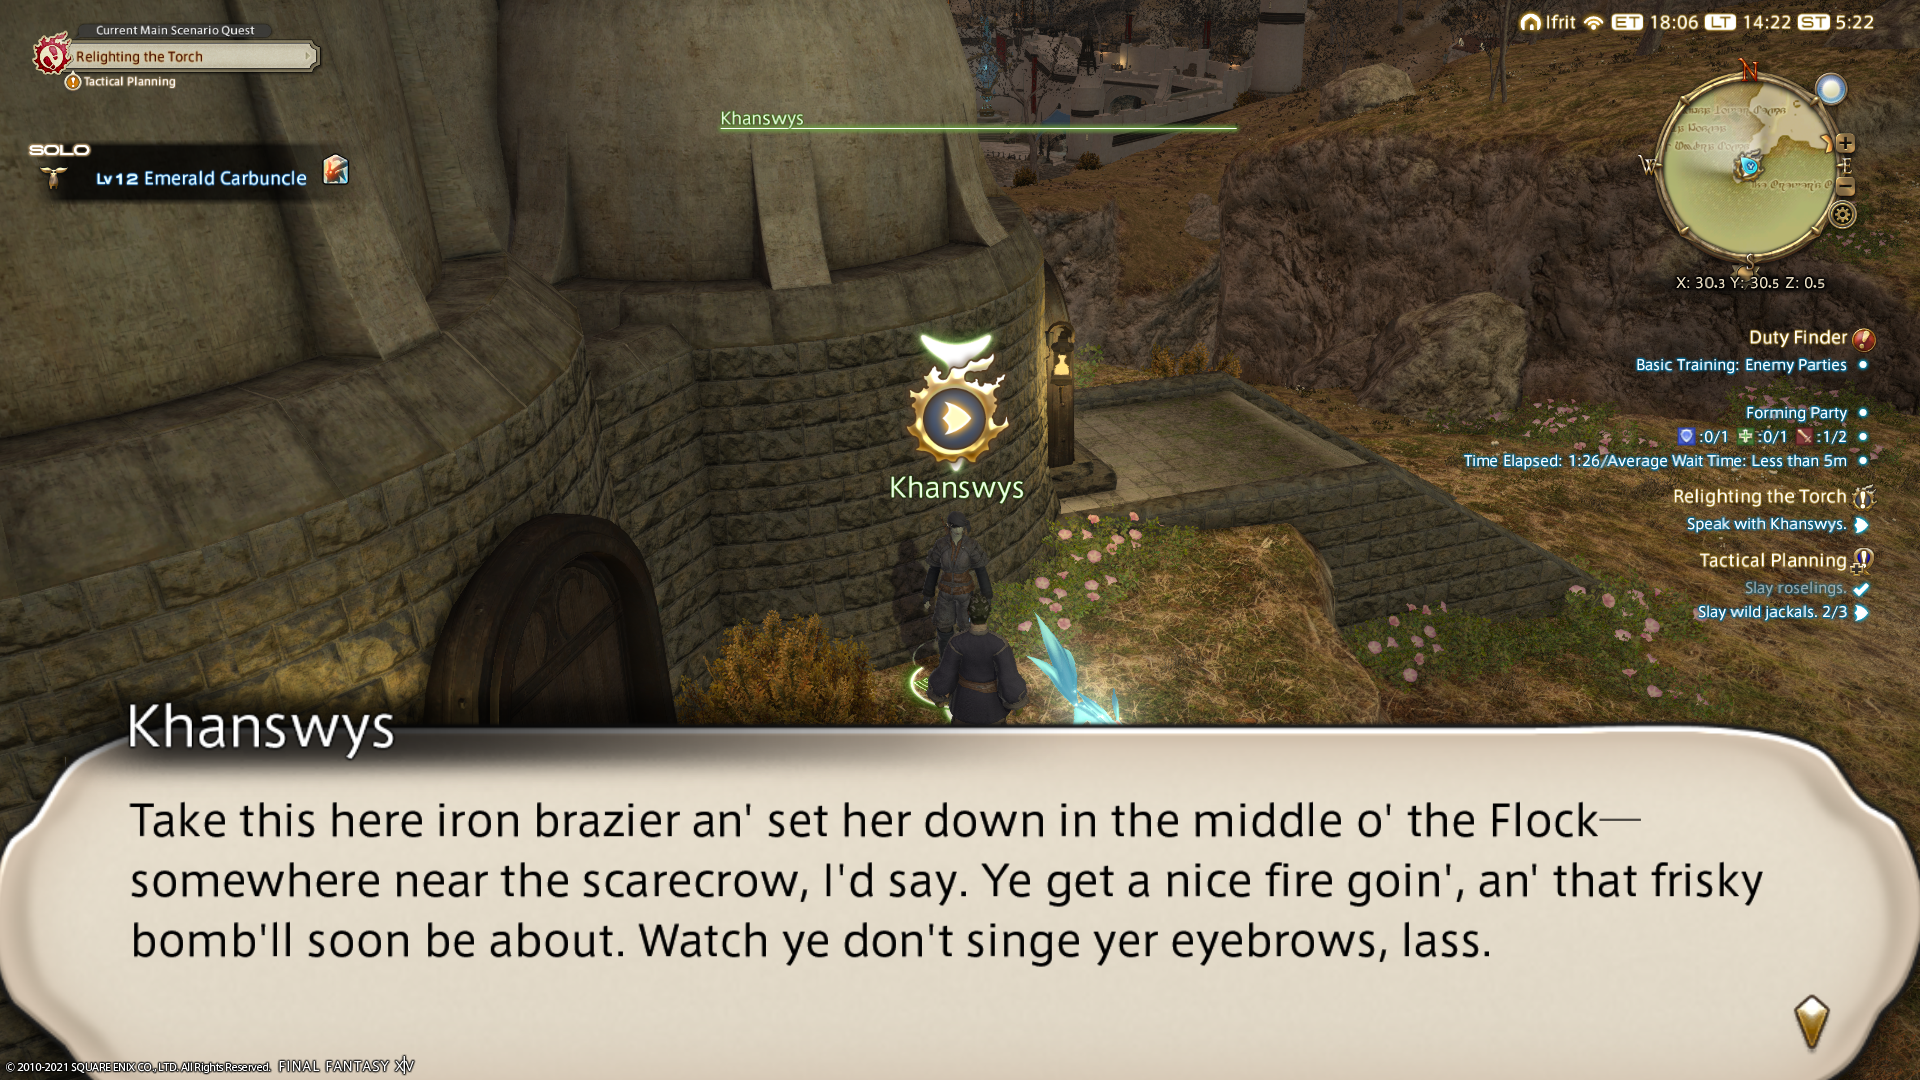 Current Main Scenario Quest
Relighting the Torch
Tactical Planning
SOLO
Lv12 Emerald Carbuncle
Khanswys
Ifrit ET 18:06 LT 14:22 ST 5:22
N
W
E
S
X: 30.3 Y: 30.5 Z: 0.5
Duty Finder
Basic Training: Enemy Parties
Forming Party
:0/1 :0/1 :1/2
Time Elapsed: 1:26/Average Wait Time: Less than 5m
Relighting the Torch
Speak with Khanswys.
Tactical Planning
Slay roselings.
Slay wild jackals. 2/3
Khanswys
Khanswys
Take this here iron brazier an' set her down in the middle o' the Flock—
somewhere near the scarecrow, I'd say. Ye get a nice fire goin', an' that frisky
bomb'll soon be about. Watch ye don't singe yer eyebrows, lass.
© 2010-2021 SQUARE ENIX CO., LTD. All Rights Reserved. FINAL FANTASY XIV